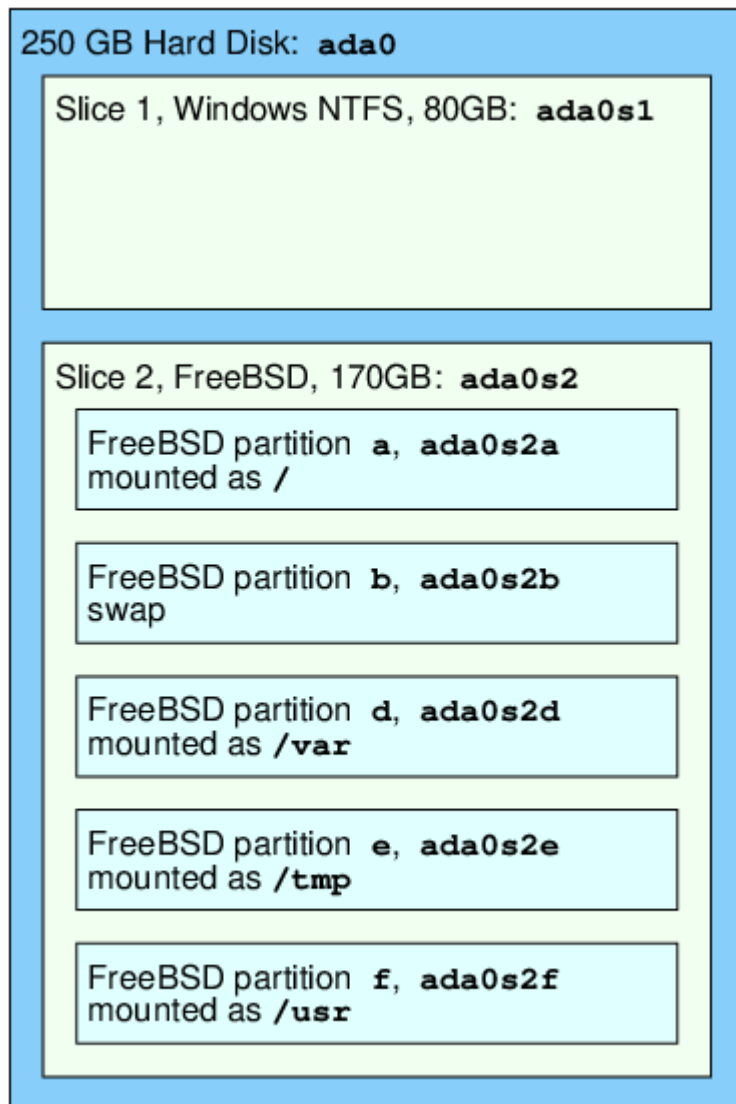 250 GB Hard Disk: ada0
Slice 1, Windows NTFS, 80GB: ada0s1
Slice 2, FreeBSD, 170GB: ada0s2
FreeBSD partition a, ada0s2a
mounted as /
FreeBSD partition b, ada0s2b
swap
FreeBSD partition d, ada0s2d
mounted as /var
FreeBSD partition e, ada0s2e
mounted as /tmp
FreeBSD partition f, ada0s2f
mounted as /usr